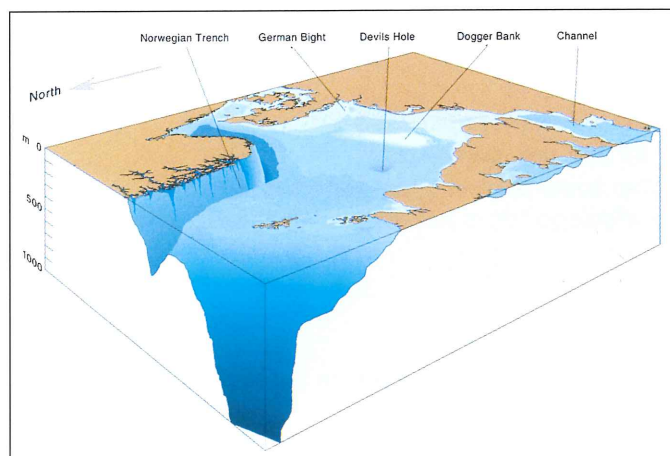 Norwegian Trench German Bight Devils Hole Dogger Bank Channel
North
m 0
500
1000